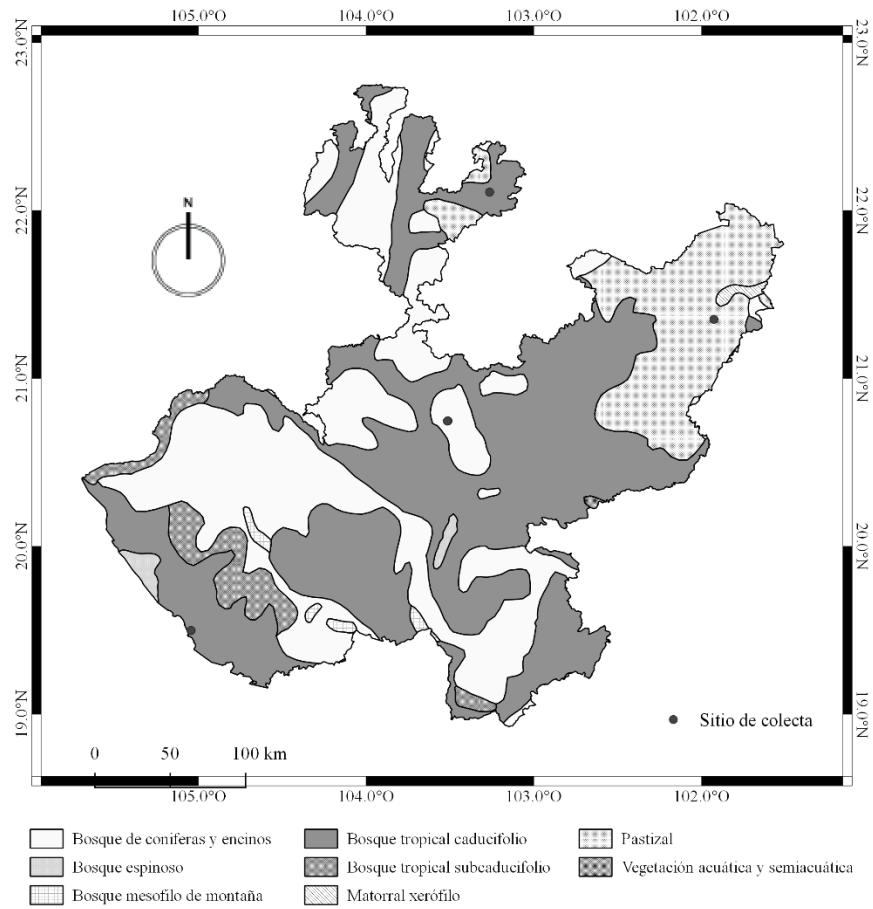 105.0°O 104.0°O 103.0°O 102.0°O
23.0°N 23.0°N
N
22.0°N 22.0°N
21.0°N 21.0°N
20.0°N 20.0°N
19.0°N 19.0°N
Sitio de colecta
0 50 100 km
105.0°O 104.0°O 103.0°O 102.0°O
Bosque de coniferas y encinos Bosque tropical caducifolio Pastizal
Bosque espinoso Bosque tropical subcaducifolio Vegetación acuática y semiacuática
Bosque mesofilo de montaña Matorral xerófilo